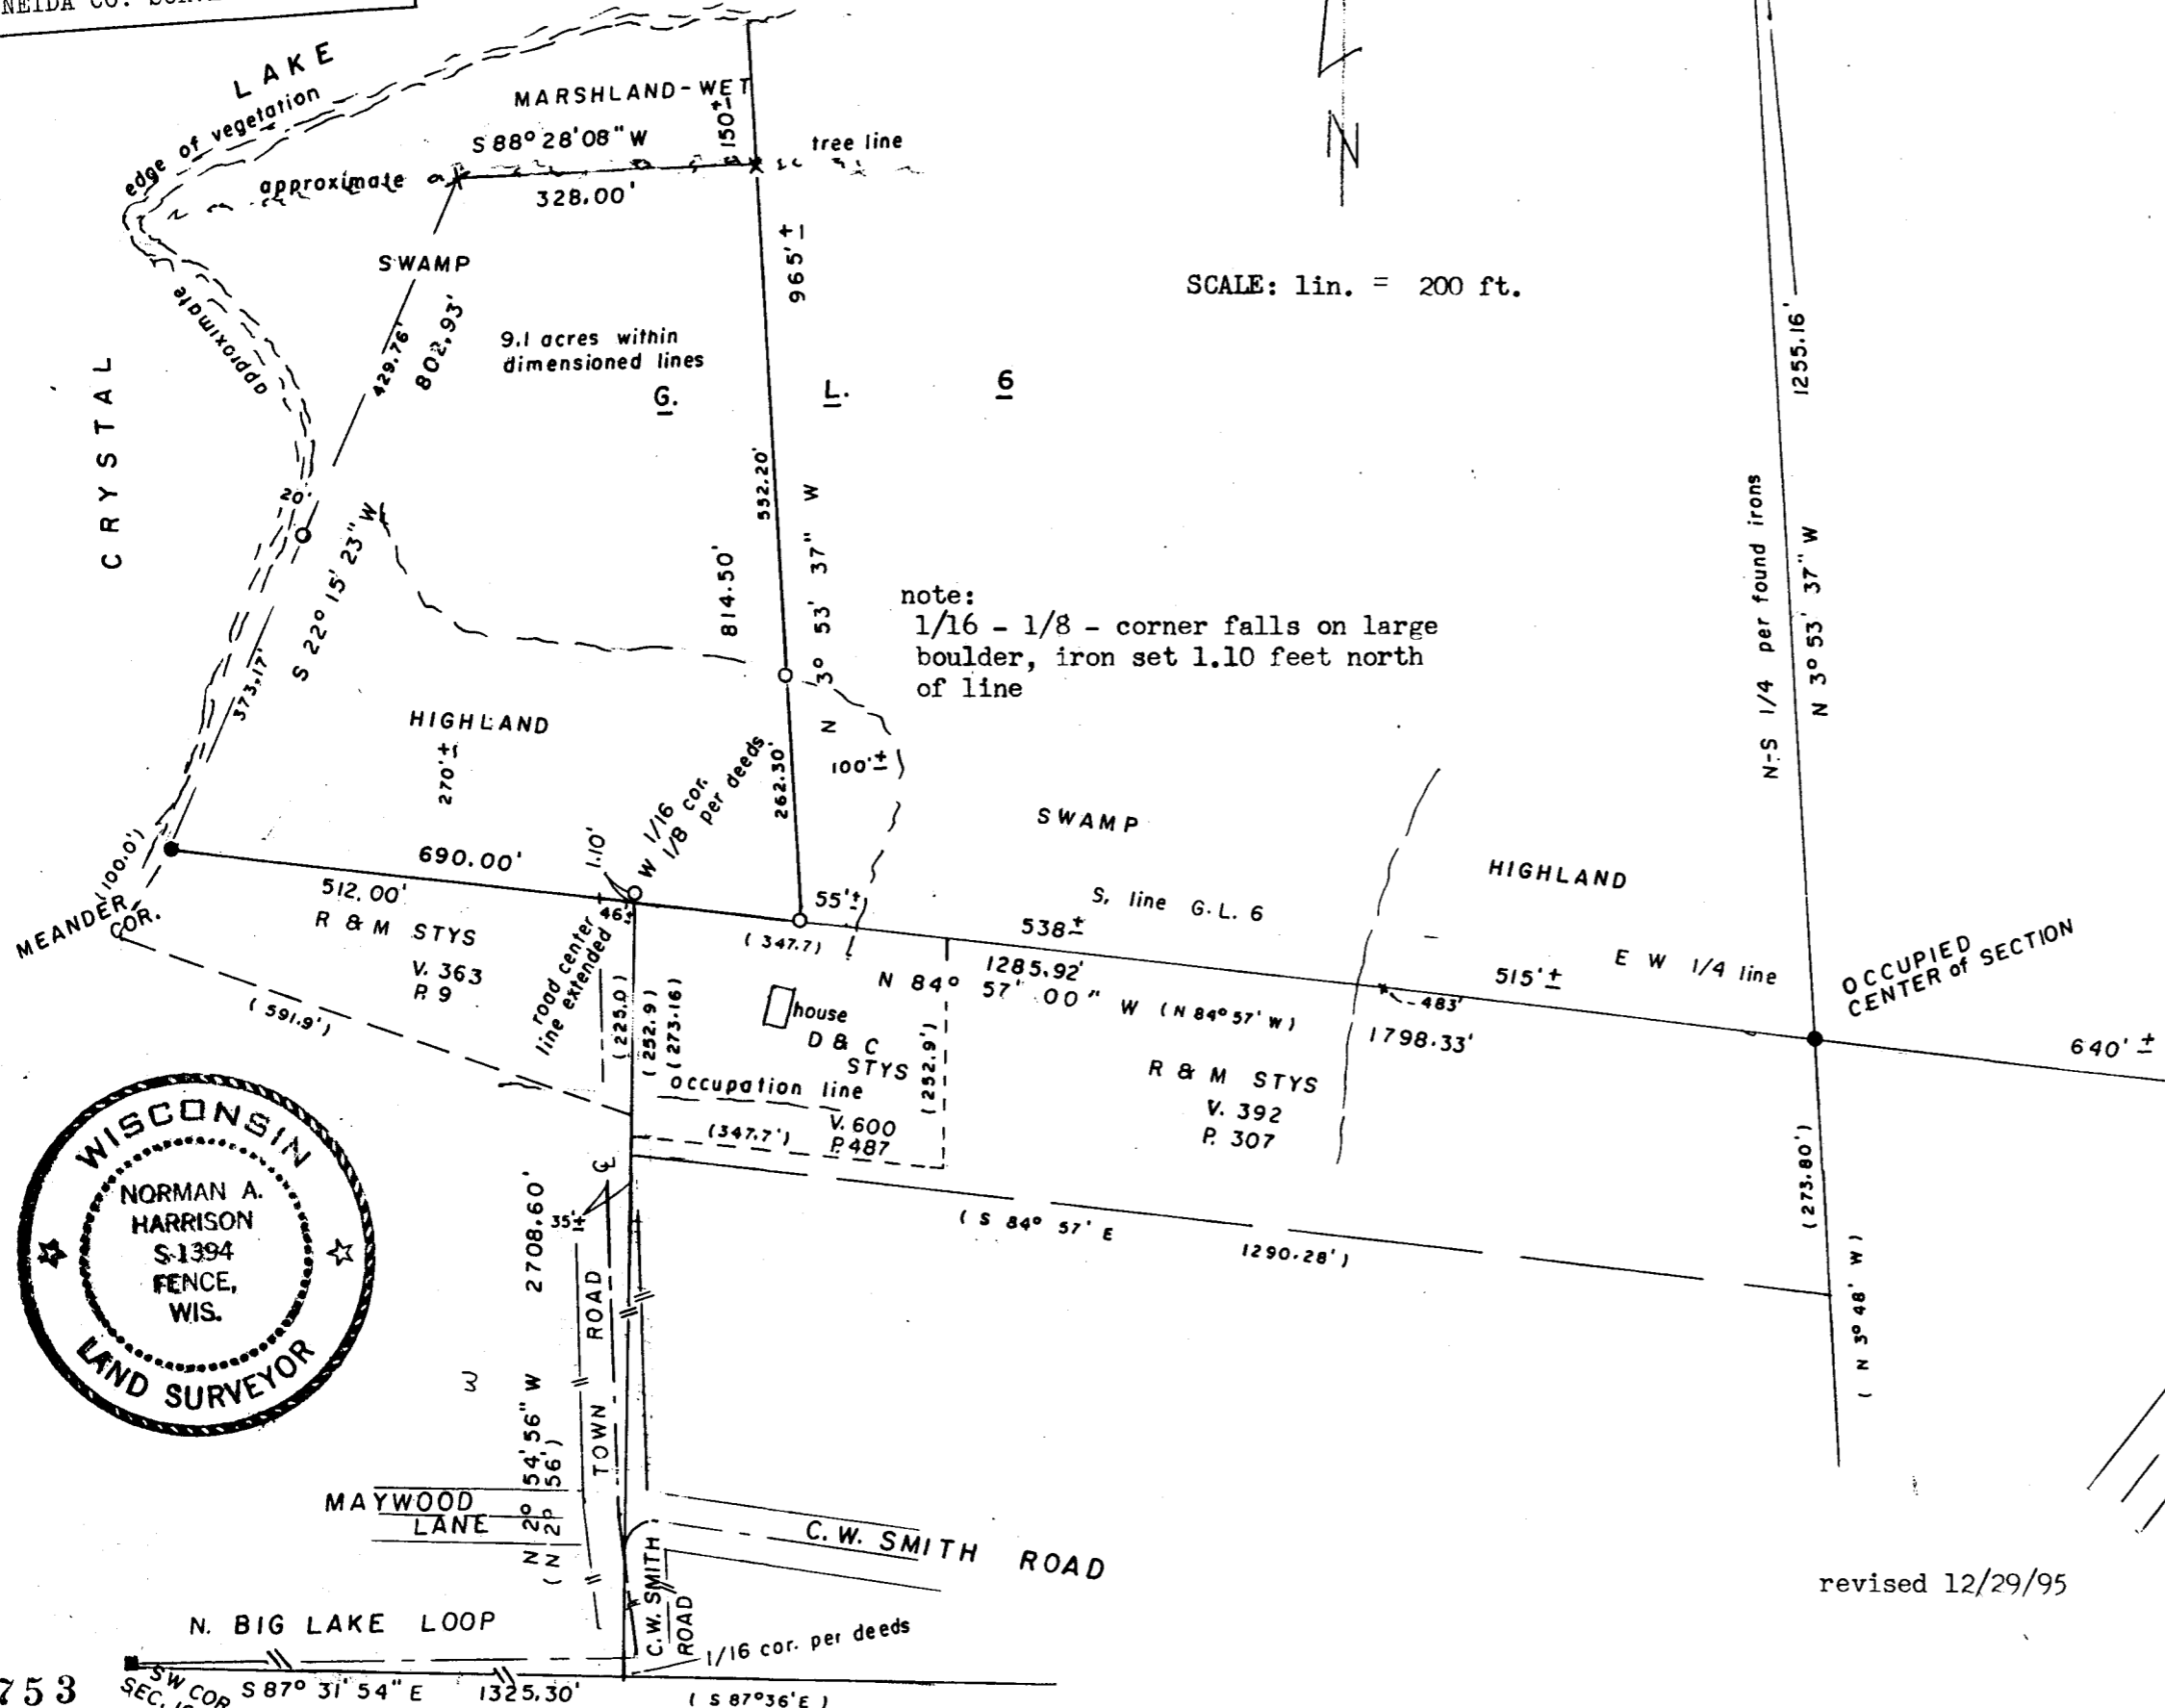 LAKE
edge of vegetation
MARSHLAND-WET
150'±
S 88° 28' 08" W
tree line
approximate
328.00'
SWAMP
965'±
SCALE: 1in. = 200 ft.
approximate
429.76'
802.93'
9.1 acres within
dimensioned lines
G. L. 6
1255.16'
CRYSTAL
20'
S 22° 15' 23" W
552.20'
814.50'
N 3° 53' 37" W
N-S 1/4 per found irons
N 3° 53' 37" W
note:
1/16 - 1/8 - corner falls on large
boulder, iron set 1.10 feet north
of line
373.17'
HIGHLAND
270'±
262.30'
100'±
W 1/16 cor.
1/8 per deeds
1.10'
SWAMP
HIGHLAND
(100.0')
690.00'
512.00'
46'±
55'±
S. line G.L. 6
MEANDER
COR.
R & M STYS
V. 363
P. 9
road center
line extended
(347.7)
538±
1285.92'
515'±
E W 1/4 line
OCCUPIED
CENTER of SECTION
N 84° 57' 00" W (N 84° 57' W)
483'
1798.33'
640'±
(591.9')
(225.0)
(252.9)
(273.16)
house
D & C
STYS
(252.9')
R & M STYS
V. 392
P. 307
occupation line
(347.7')
V. 600
P. 487
(273.80')
WISCONSIN
NORMAN A.
HARRISON
S-1394
FENCE,
WIS.
LAND SURVEYOR
35'±
2708.60'
(S 84° 57' E 1290.28')
(N 3° 48' W)
TOWN ROAD
N 2° 54' 56" W
(N 2° 56')
MAYWOOD
LANE
C.W. SMITH ROAD
C.W. SMITH
ROAD
revised 12/29/95
N. BIG LAKE LOOP
1/16 cor. per deeds
753
SW COR
S 87° 31' 54" E 1325.30'
(S 87°36'E)
N